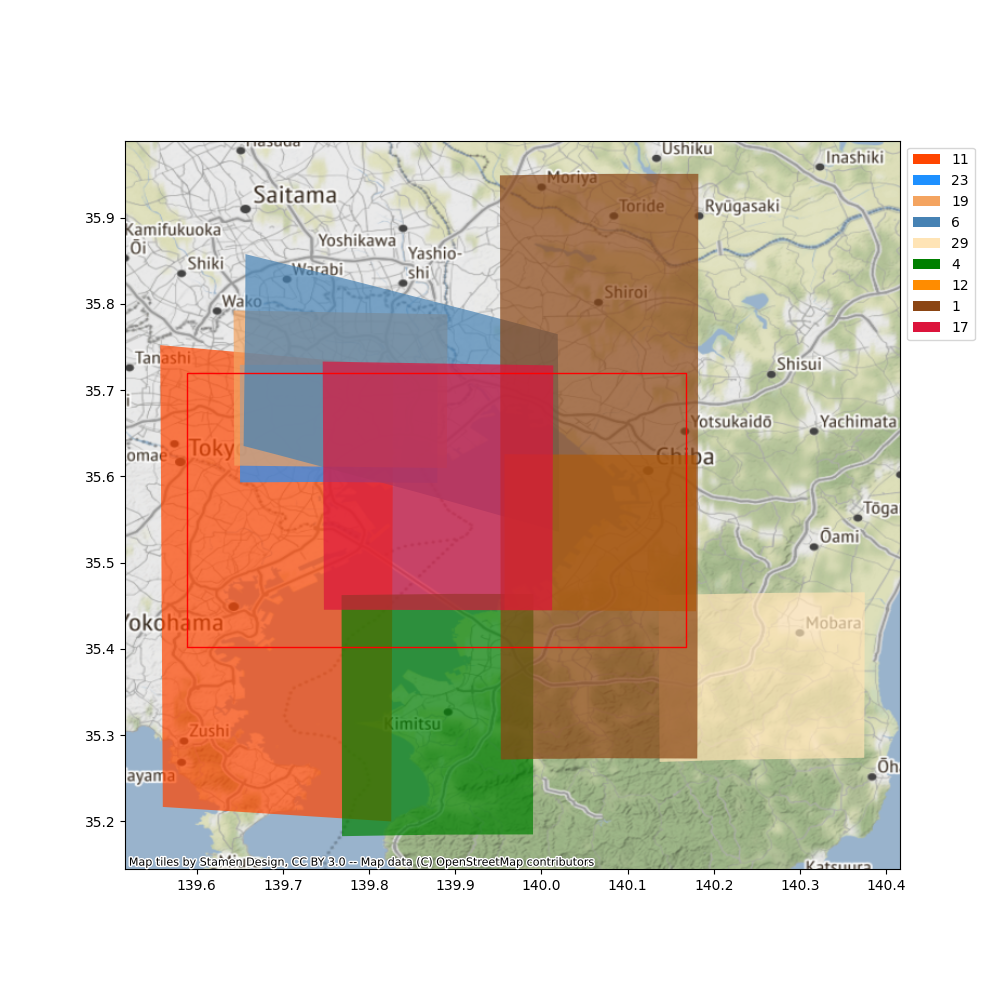 Ushiku
Inashiki
Saitama
Moriya
Toride
Ryūgasaki
Kamifukuoka
Ōi
Yoshikawa
Yashio-
shi
Shiki
Warabi
Wako
Shiroi
Tanashi
Shisui
Yotsukaidō
Yachimata
omae
Toky
Chiba
Tōga
Ōami
Yokohama
Mobara
Kimitsu
Zushi
ayama
Katsuura
Map tiles by Stamen Design, CC BY 3.0 -- Map data (C) OpenStreetMap contributors
35.9
35.8
35.7
35.6
35.5
35.4
35.3
35.2
139.6 139.7 139.8 139.9 140.0 140.1 140.2 140.3 140.4
11
23
19
6
29
4
12
1
17